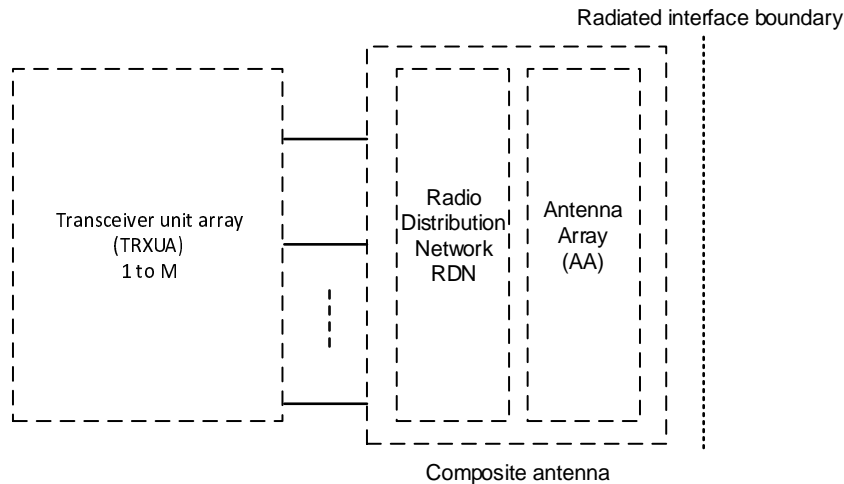 Radiated interface boundary
Transceiver unit array
(TRXUA)
1 to M
Radio
Distribution
Network
RDN
Antenna
Array
(AA)
Composite antenna